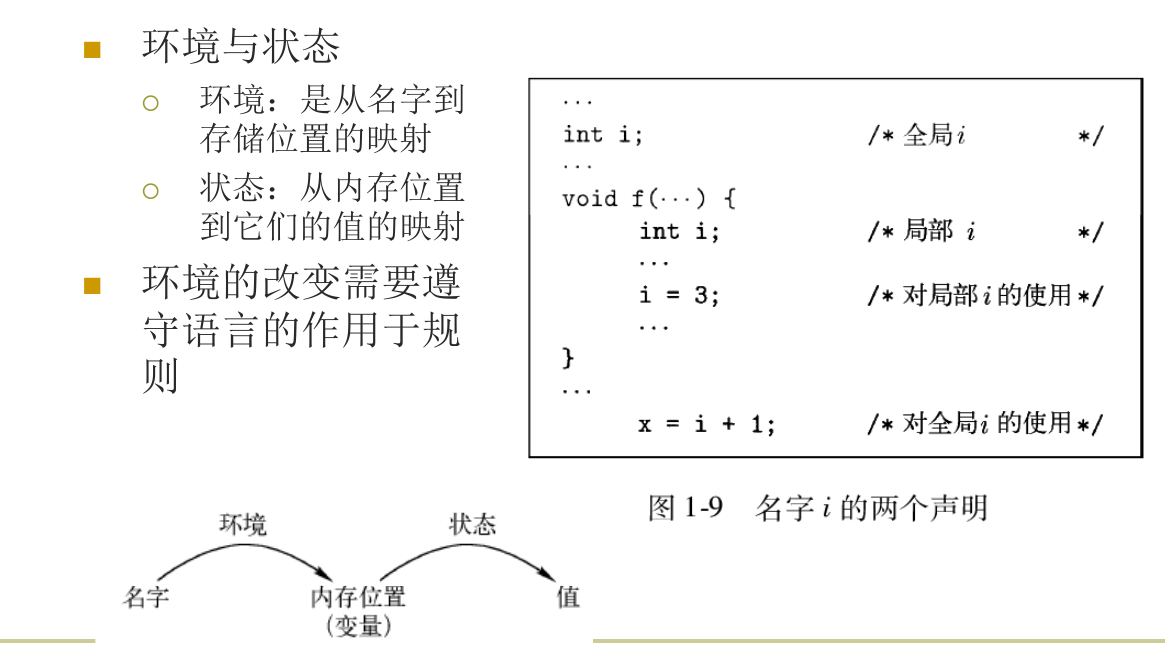 环境与状态
环境：是从名字到
存储位置的映射
状态：从内存位置
到它们的值的映射
环境的改变需要遵
守语言的作用于规
则
...
int i; /* 全局i */
...
void f(···) {
int i; /* 局部 i */
...
i = 3; /* 对局部i的使用*/
...
}
...
x = i + 1; /* 对全局i 的使用*/
图 1-9 名字 i 的两个声明
环境 状态
名字 内存位置 值
(变量)